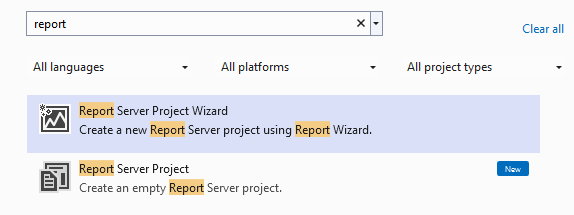 report
Clear all
All languages
All platforms
All project types
Report Server Project Wizard
Create a new Report Server project using Report Wizard.
Report Server Project
New
Create an empty Report Server project.